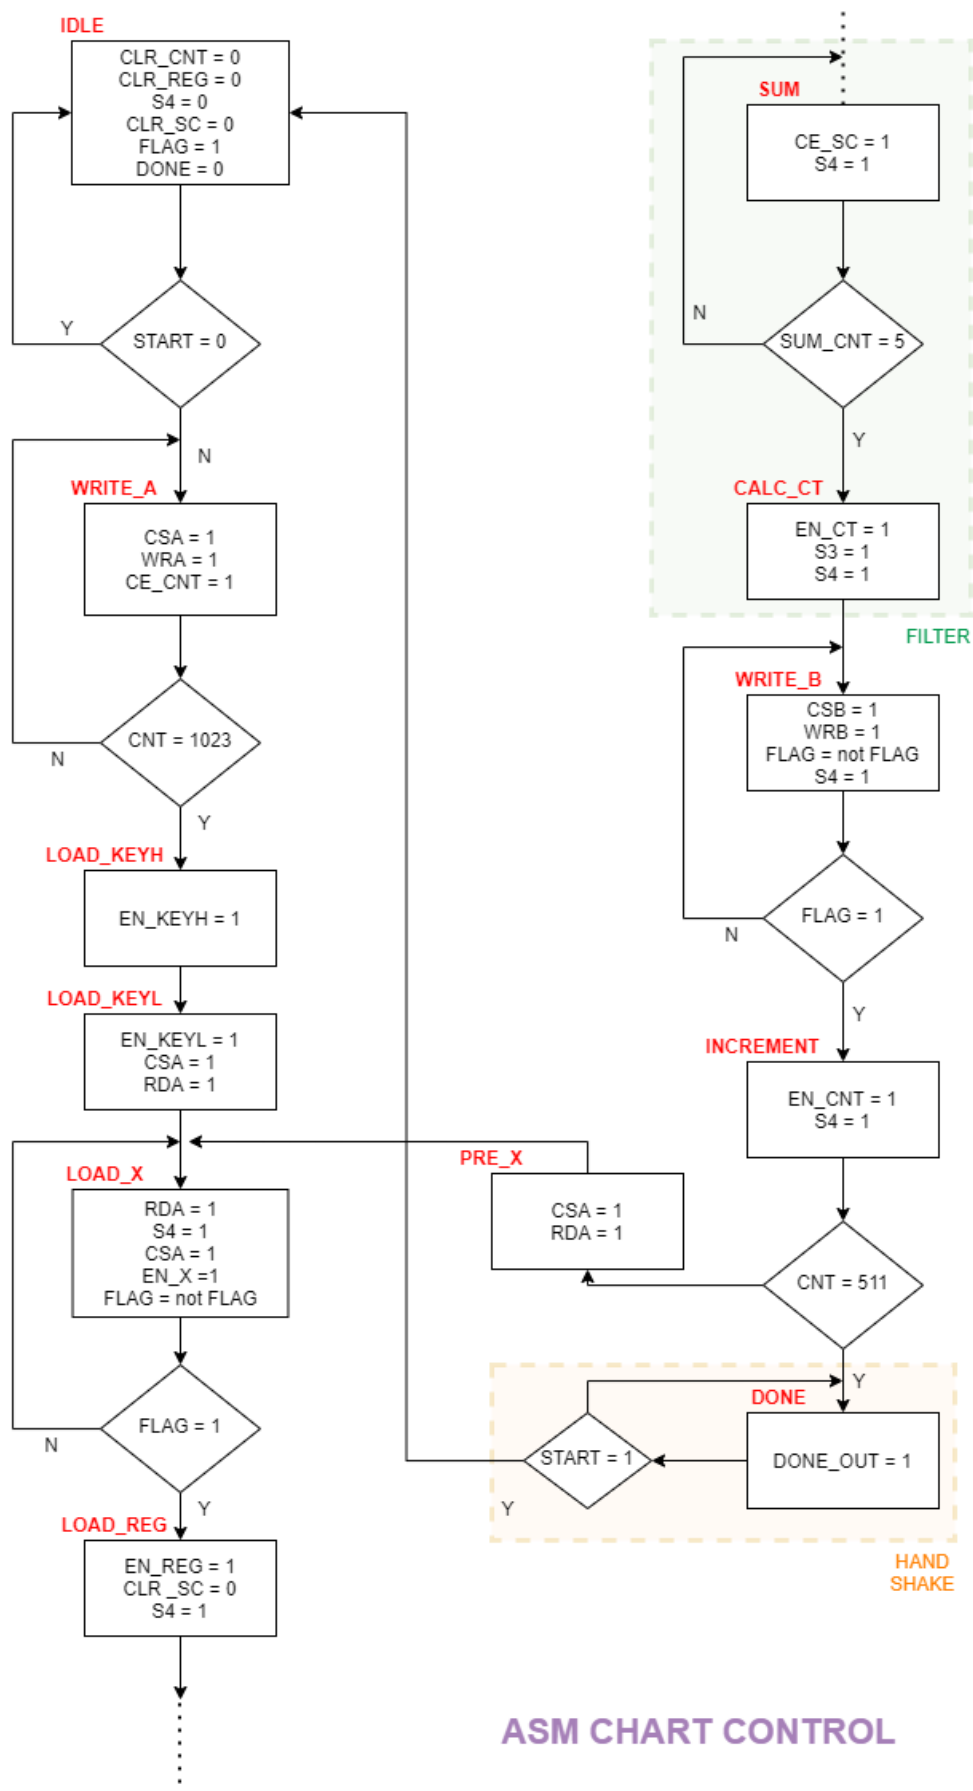 IDLE
CLR_CNT = 0
CLR_REG = 0
S4 = 0
CLR_SC = 0
FLAG = 1
DONE = 0
START = 0
Y
N
WRITE_A
CSA = 1
WRA = 1
CE_CNT = 1
CNT = 1023
N
Y
LOAD_KEYH
EN_KEYH = 1
LOAD_KEYL
EN_KEYL = 1
CSA = 1
RDA = 1
LOAD_X
RDA = 1
S4 = 1
CSA = 1
EN_X =1
FLAG = not FLAG
FLAG = 1
N
Y
LOAD_REG
EN_REG = 1
CLR _SC = 0
S4 = 1
SUM
CE_SC = 1
S4 = 1
SUM_CNT = 5
N
Y
CALC_CT
EN_CT = 1
S3 = 1
S4 = 1
FILTER
WRITE_B
CSB = 1
WRB = 1
FLAG = not FLAG
S4 = 1
FLAG = 1
N
Y
INCREMENT
EN_CNT = 1
S4 = 1
PRE_X
CSA = 1
RDA = 1
CNT = 511
Y
DONE
DONE_OUT = 1
START = 1
Y
HAND
SHAKE
ASM CHART CONTROL